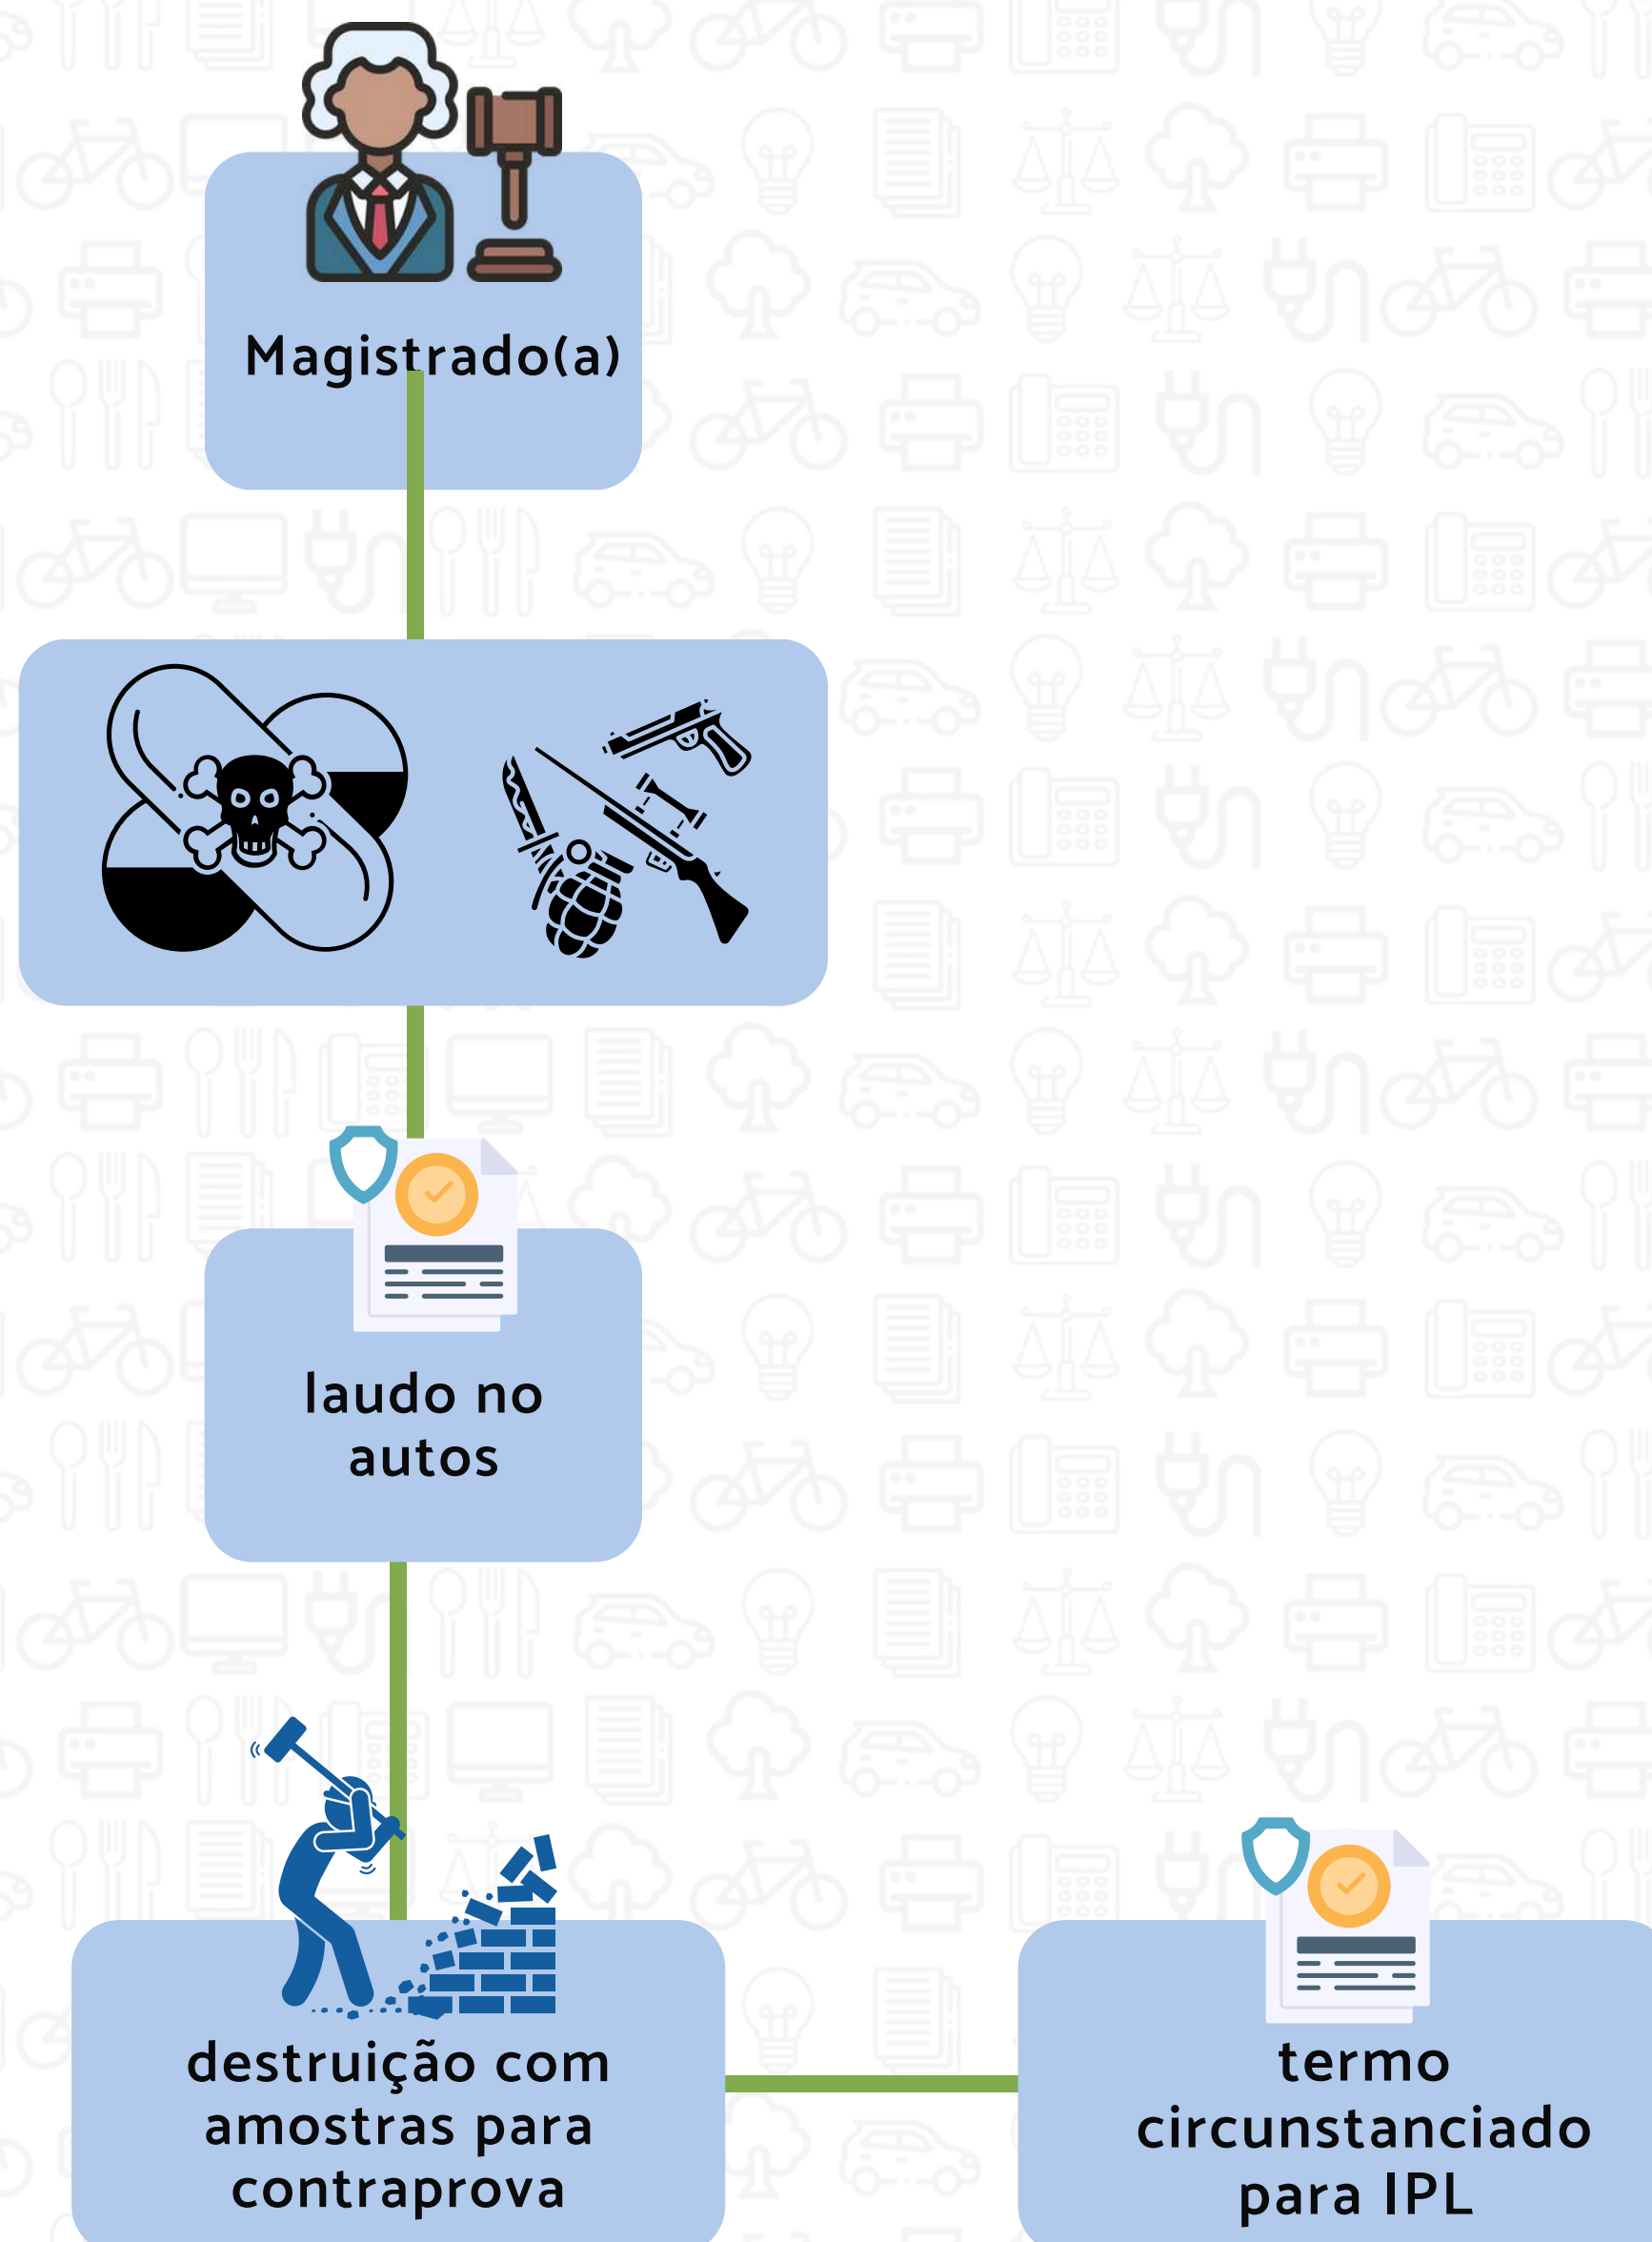 Magistrado(a)
laudo no
autos
destruição com
amostras para
contraprova
termo
circunstanciado
para IPL